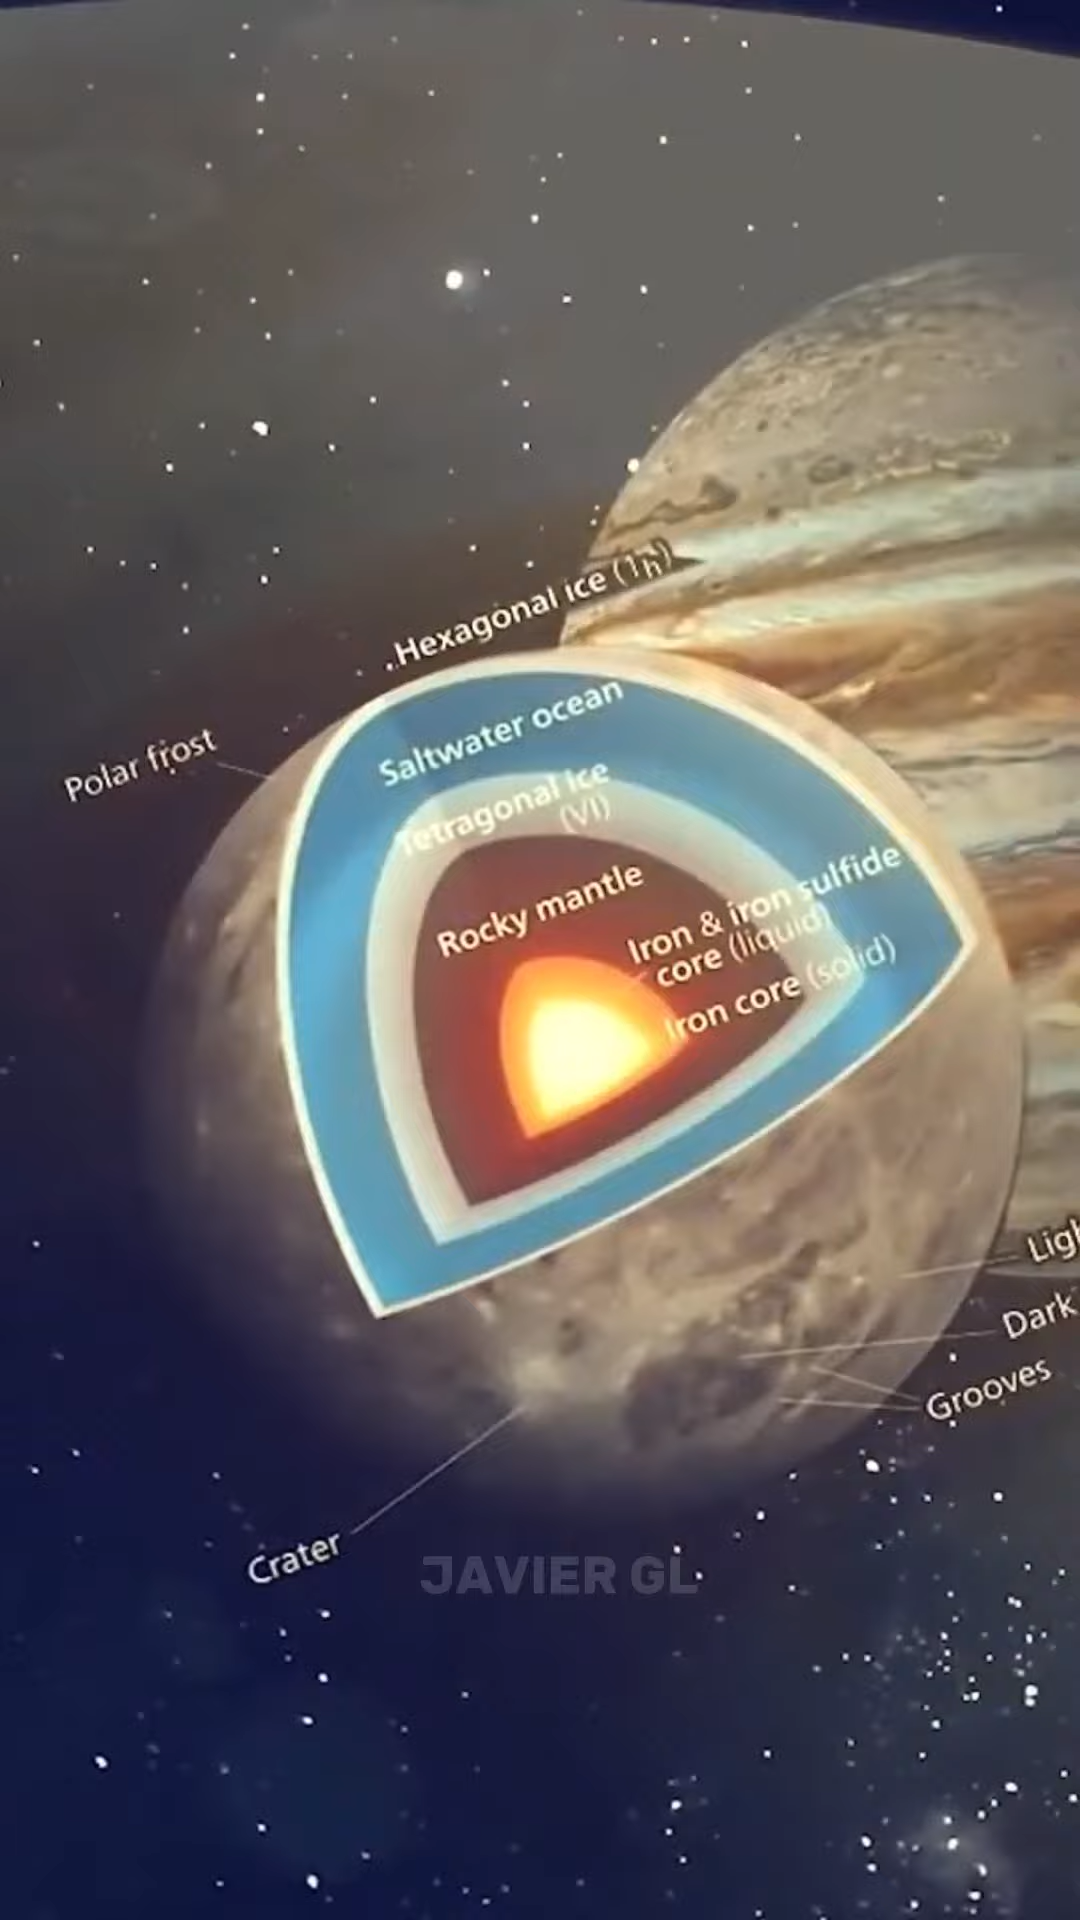 Hexagonal ice (1h)
Saltwater ocean
Polar frost
Tetragonal ice
(VI)
Rocky mantle
Iron & iron sulfide
core (liquid)
Iron core (solid)
Dark
Grooves
Crater
JAVIER GL